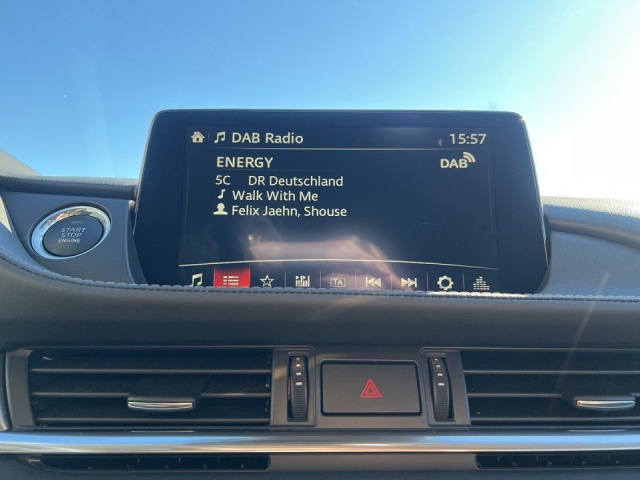 DAB Radio 15:57
ENERGY DAB
5C DR Deutschland
Walk With Me
Felix Jaehn, Shouse
START
STOP
ENGINE
TA